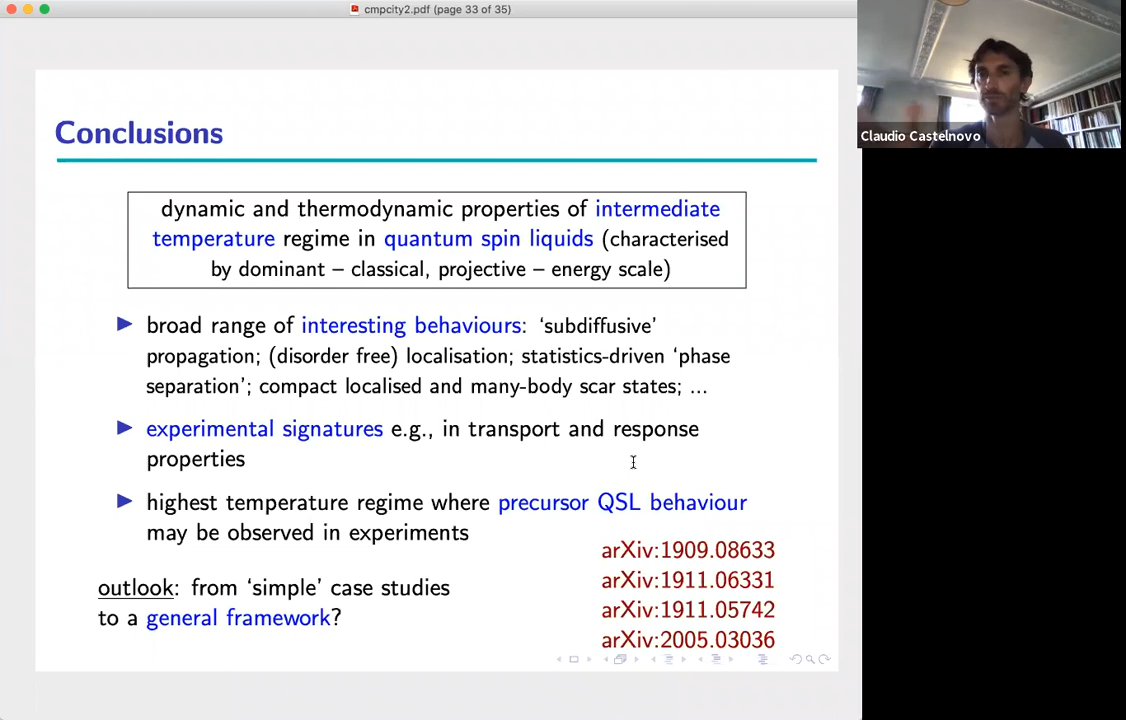 cmpcity2.pdf (page 33 of 35)
Claudio Castelnovo
Conclusions
dynamic and thermodynamic properties of intermediate
temperature regime in quantum spin liquids (characterised
by dominant – classical, projective – energy scale)
broad range of interesting behaviours: ‘subdiffusive’
propagation; (disorder free) localisation; statistics-driven ‘phase
separation’; compact localised and many-body scar states; ...
experimental signatures e.g., in transport and response
properties
highest temperature regime where precursor QSL behaviour
may be observed in experiments
outlook: from ‘simple’ case studies
to a general framework?
arXiv:1909.08633
arXiv:1911.06331
arXiv:1911.05742
arXiv:2005.03036